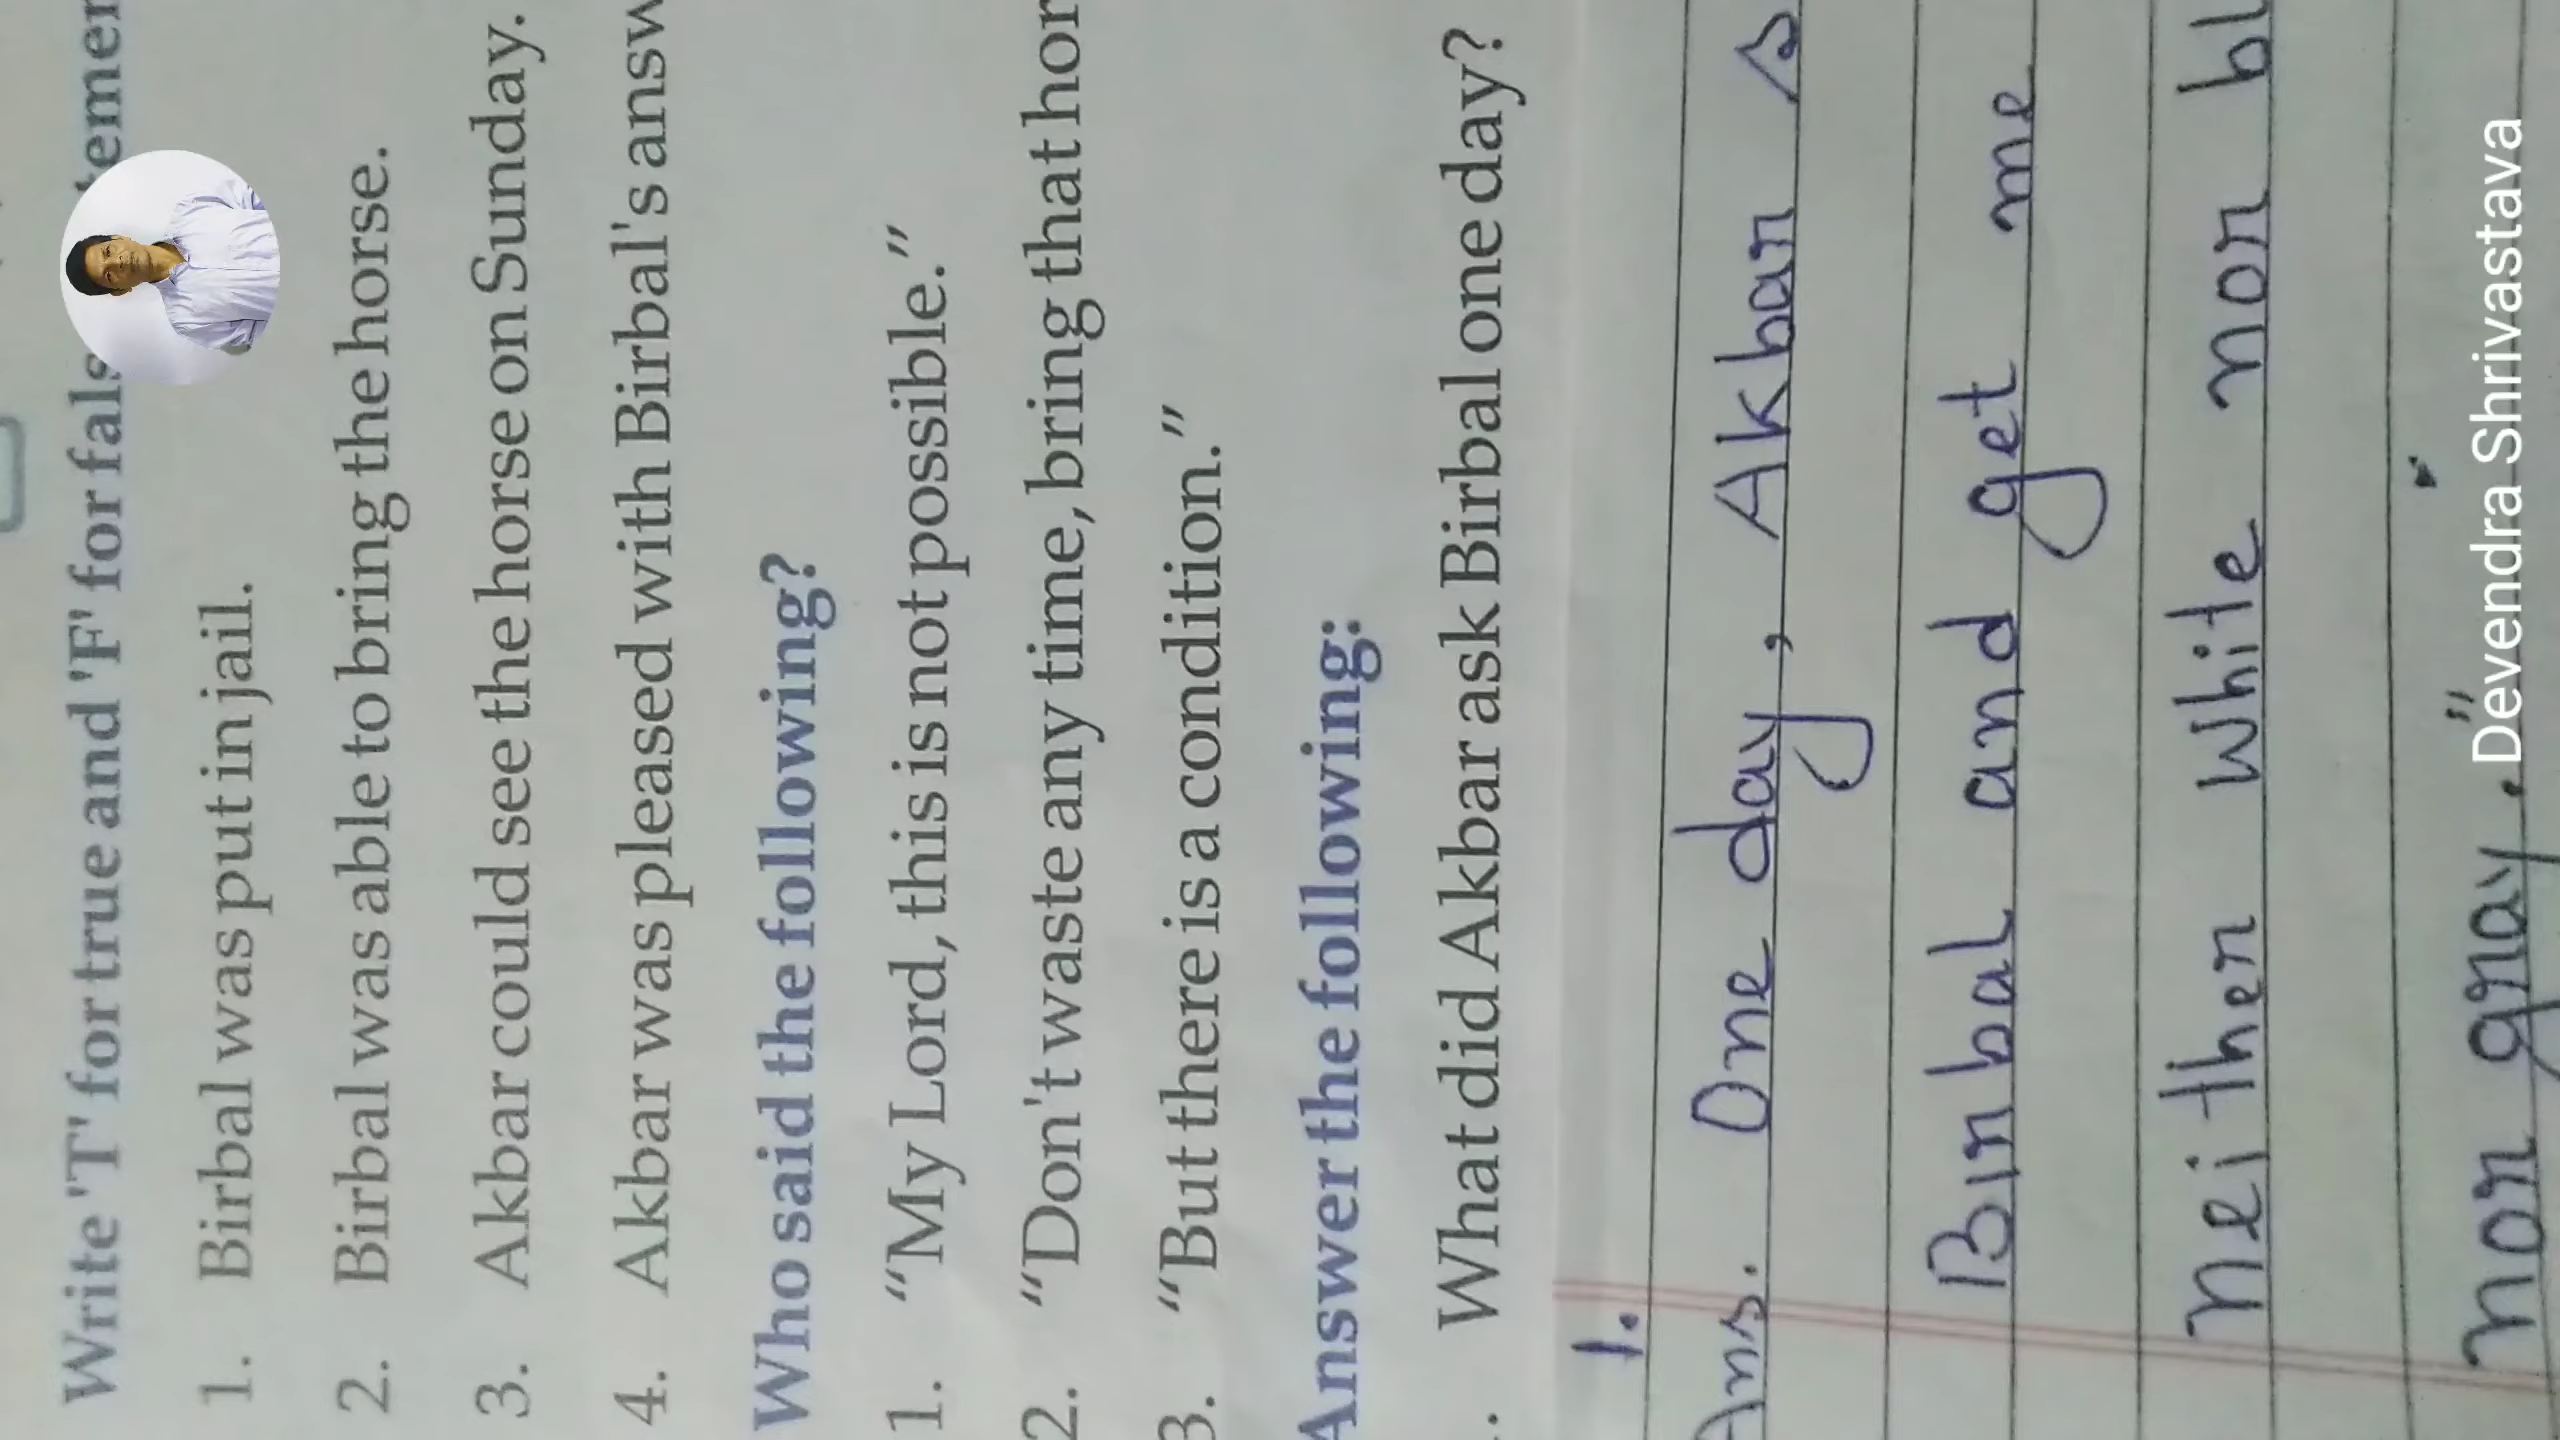 Write 'T' for true and 'F' for fals
1. Birbal was put in jail.
2. Birbal was able to bring the horse.
3. Akbar could see the horse on Sunday.
4. Akbar was pleased with Birbal's answ
Who said the following?
1. “My Lord, this is not possible.”
2. “Don't waste any time, bring that hor
3. “But there is a condition.”
Answer the following:
What did Akbar ask Birbal one day?
1.
Ans. One day, Akbar s
Birbal and get me
neither white nor bl
nor gray."
Devendra Shrivastava